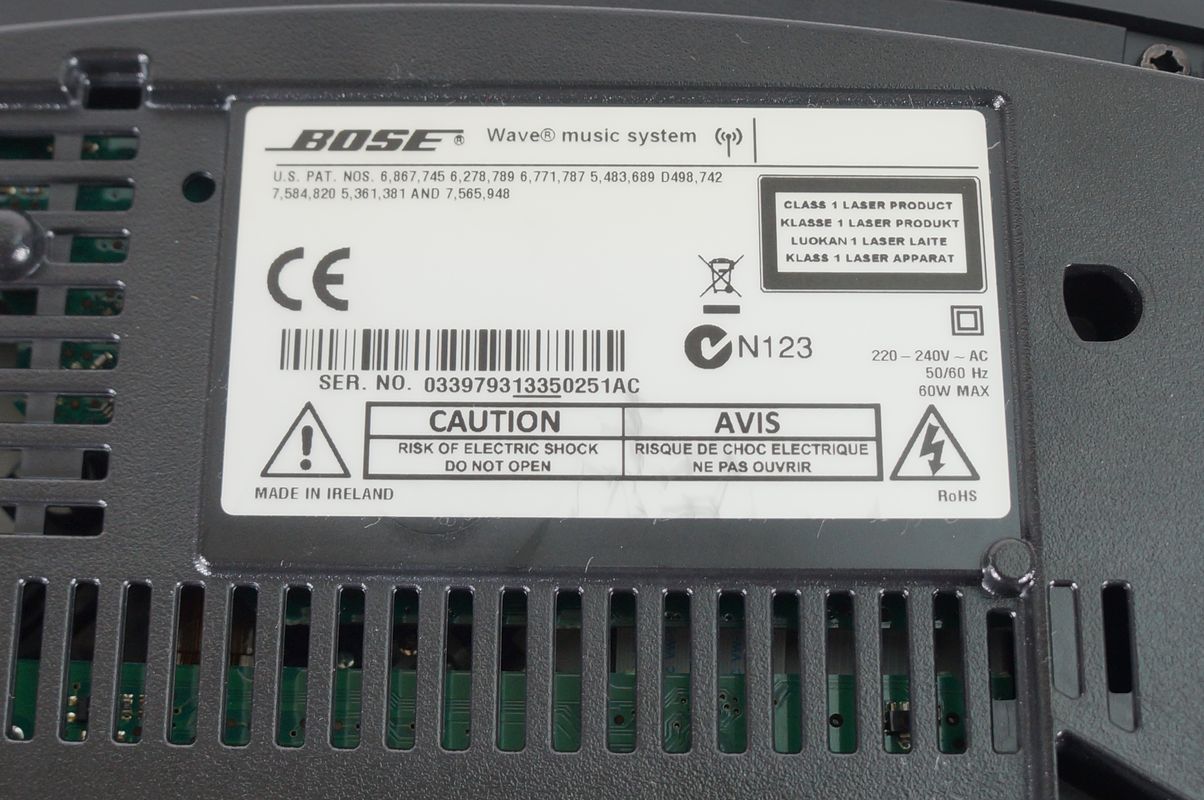 BOSE® Wave® music system
U.S. PAT. NOS. 6,867,745 6,278,789 6,771,787 5,483,689 D498,742
7,584,820 5,361,381 AND 7,565,948
CLASS 1 LASER PRODUCT
KLASSE 1 LASER PRODUKT
LUOKAN 1 LASER LAITE
KLASS 1 LASER APPARAT
CE
N123
220 – 240V ~ AC
50/60 Hz
60W MAX
SER. NO. 033979313350251AC
CAUTION
RISK OF ELECTRIC SHOCK
DO NOT OPEN
AVIS
RISQUE DE CHOC ELECTRIQUE
NE PAS OUVRIR
MADE IN IRELAND
RoHS